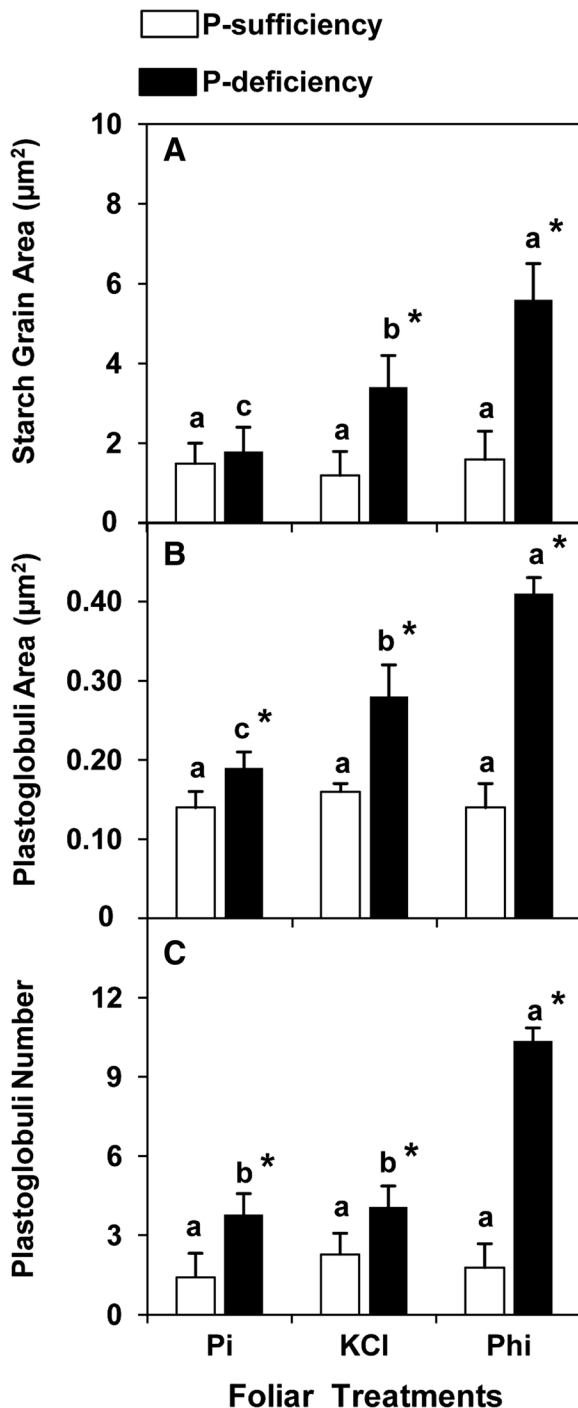 P-sufficiency
P-deficiency
A
Starch Grain Area (µm²)
10
8
6
4
2
0
a
c
a
b *
a
a *
B
Plastoglobuli Area (µm²)
0.40
0.30
0.20
0.10
0
a
c *
a
b *
a
a *
C
Plastoglobuli Number
12
9
6
3
0
a
b *
a
b *
a
a *
Pi KCl Phi
Foliar Treatments